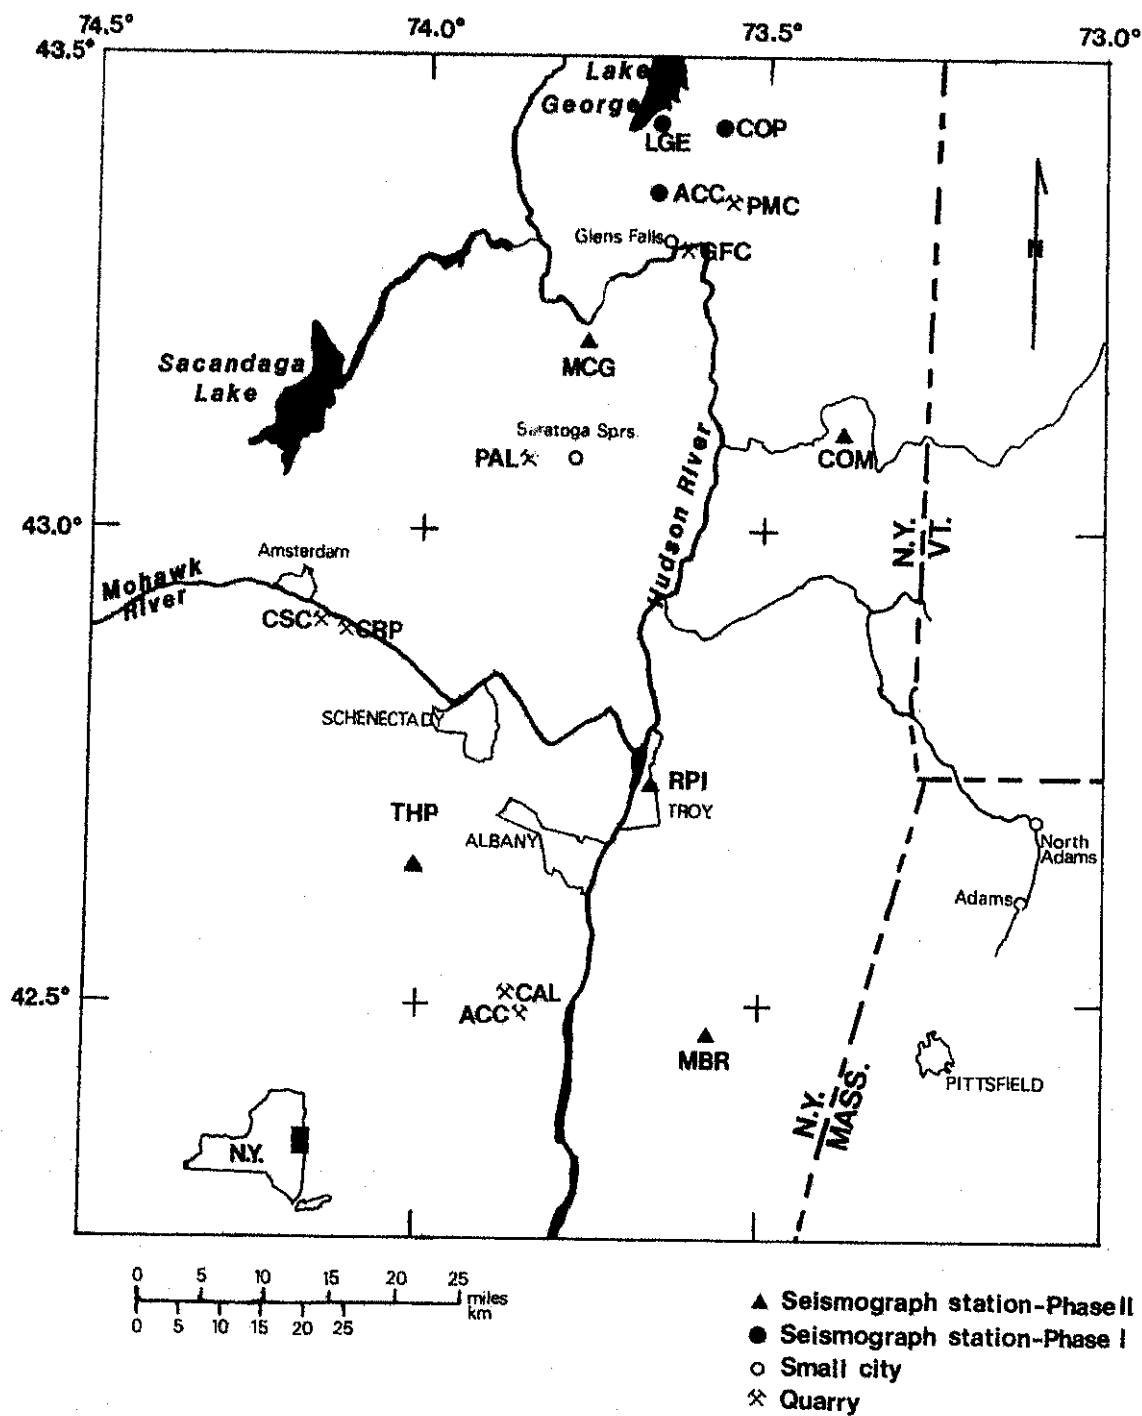 74.5° 74.0° 73.5° 73.0°
43.5°
Lake
George
LGE
COP
ACC
PMC
Glens Falls
GFC
N
MCG
Sacandaga
Lake
Saratoga Sprs.
PAL
COM
Hudson River
43.0°
N.Y.
VT.
Amsterdam
Mohawk
River
CSC
CRP
SCHENECTADY
RPI
TROY
THP
ALBANY
North
Adams
Adams
42.5°
CAL
ACC
MBR
PITTSFIELD
N.Y.
MASS.
N.Y.
0 5 10 15 20 25
miles
km
0 5 10 15 20 25
Seismograph station-Phase II
Seismograph station-Phase I
Small city
Quarry